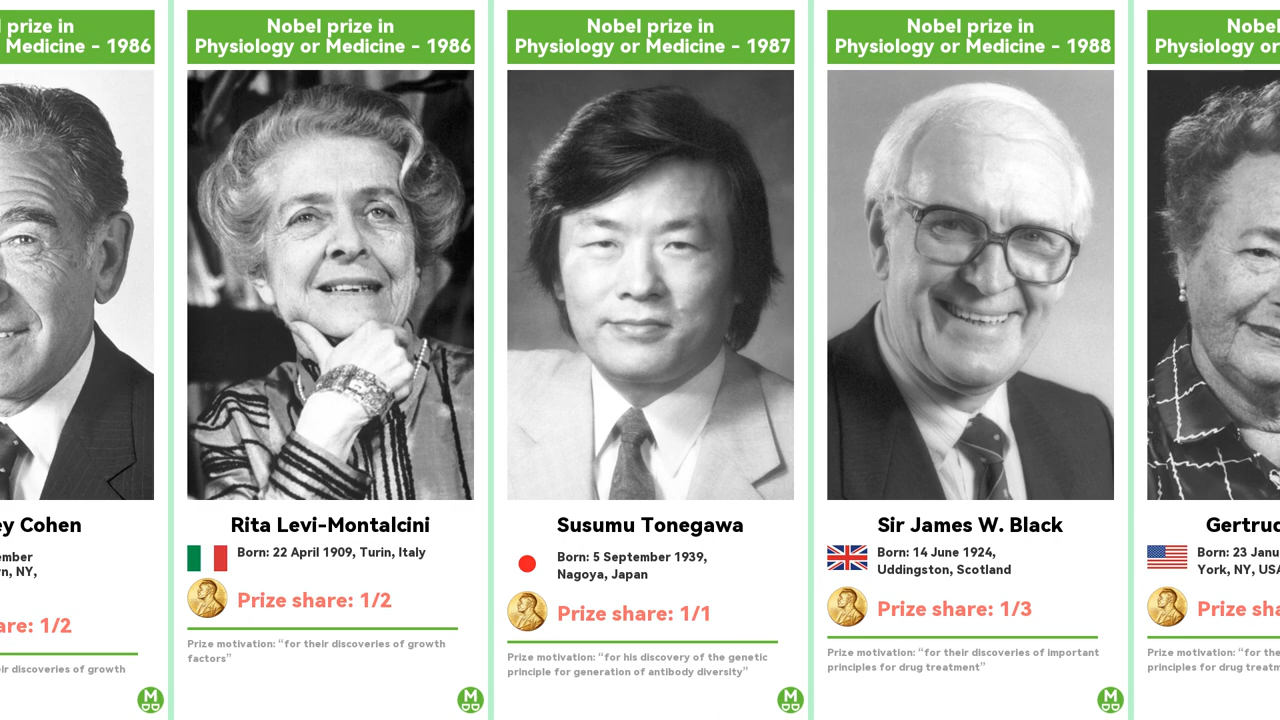 l prize in
Medicine - 1986
ey Cohen
ember
n, NY,
are: 1/2
eir discoveries of growth
M
DD
Nobel prize in
Physiology or Medicine - 1986
Rita Levi-Montalcini
Born: 22 April 1909, Turin, Italy
Prize share: 1/2
Prize motivation: “for their discoveries of growth
factors”
M
DD
Nobel prize in
Physiology or Medicine - 1987
Susumu Tonegawa
Born: 5 September 1939,
Nagoya, Japan
Prize share: 1/1
Prize motivation: “for his discovery of the genetic
principle for generation of antibody diversity”
M
DD
Nobel prize in
Physiology or Medicine - 1988
Sir James W. Black
Born: 14 June 1924,
Uddingston, Scotland
Prize share: 1/3
Prize motivation: “for their discoveries of important
principles for drug treatment”
M
DD
Nobel
Physiology or
Gertrud
Born: 23 Janu
York, NY, USA
Prize sha
Prize motivation: “for the
principles for drug treatm